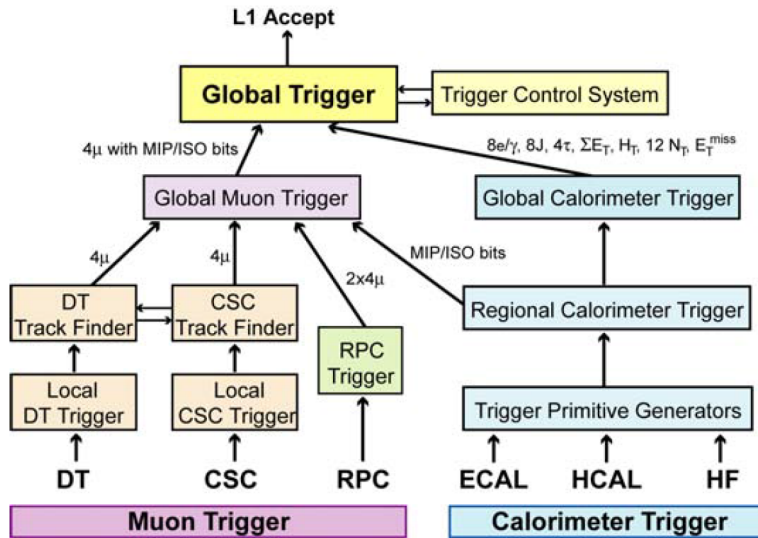 L1 Accept
Global Trigger
Trigger Control System
4μ with MIP/ISO bits
8e/γ, 8J, 4τ, ΣE_T, H_T, 12 N_T, E_T^miss
Global Muon Trigger
Global Calorimeter Trigger
4μ
4μ
2x4μ
MIP/ISO bits
DT
Track Finder
CSC
Track Finder
Regional Calorimeter Trigger
RPC
Trigger
Local
DT Trigger
Local
CSC Trigger
Trigger Primitive Generators
DT
CSC
RPC
ECAL
HCAL
HF
Muon Trigger
Calorimeter Trigger